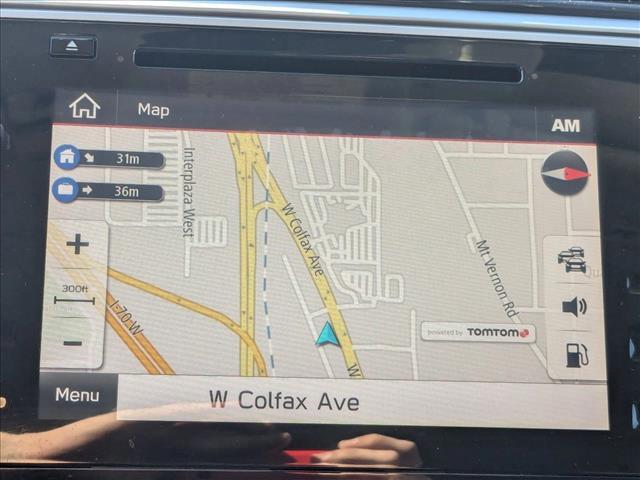 Map
AM
31m
36m
Interplaza West
W Colfax Ave
Mt Vernon Rd
Qua
+
300ft
−
I-70 W
powered by TOMTOM
W
Menu
W Colfax Ave